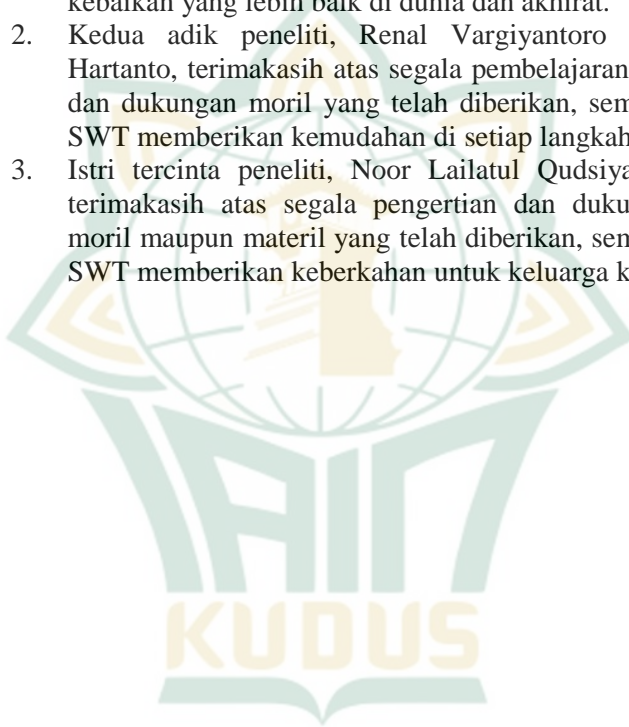 kebaikan yang lebih baik di dunia dan akhirat.
2. Kedua adik peneliti, Renal Vargiyantoro
Hartanto, terimakasih atas segala pembelajaran
dan dukungan moril yang telah diberikan, sem
SWT memberikan kemudahan di setiap langkah
3. Istri tercinta peneliti, Noor Lailatul Qudsiya
terimakasih atas segala pengertian dan duku
moril maupun materil yang telah diberikan, sem
SWT memberikan keberkahan untuk keluarga k
IAIN
KUDUS